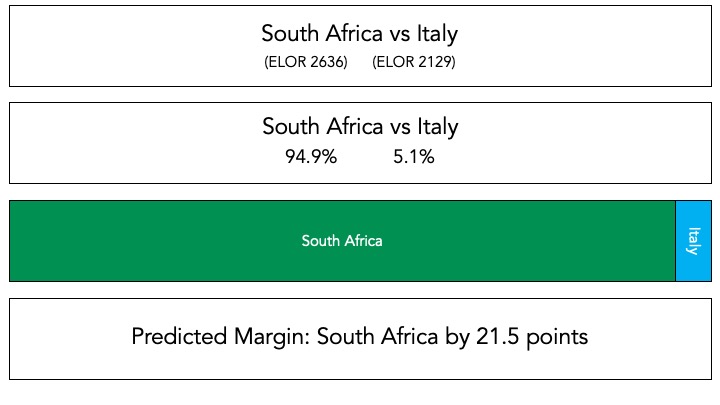 South Africa vs Italy
(ELOR 2636) (ELOR 2129)
South Africa vs Italy
94.9% 5.1%
South Africa
Italy
Predicted Margin: South Africa by 21.5 points